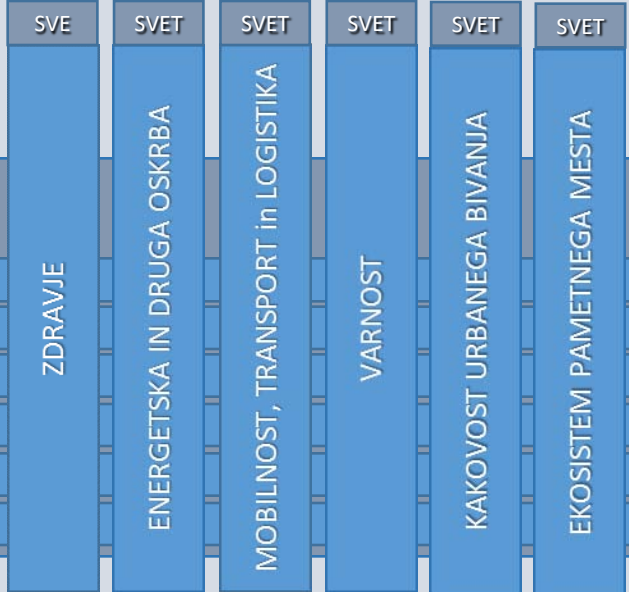 SVE
SVET
SVET
SVET
SVET
SVET
ZDRAVJE
ENERGETSKA IN DRUGA OSKRBA
MOBILNOST, TRANSPORT in LOGISTIKA
VARNOST
KAKOVOST URBANEGA BIVANJA
EKOSISTEM PAMETNEGA MESTA